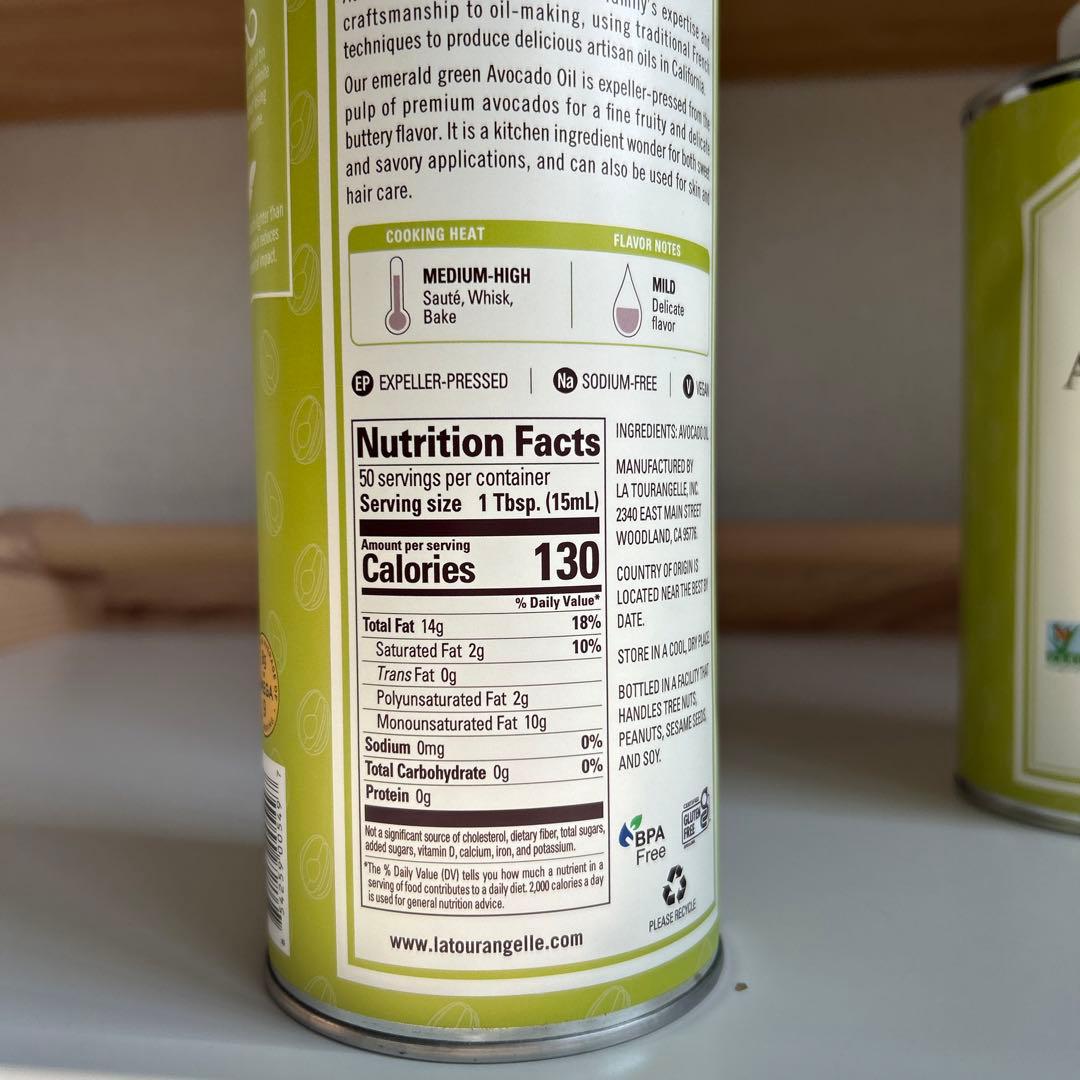 craftsmanship to oil-making, using traditional French
techniques to produce delicious artisan oils in California.
Our emerald green Avocado Oil is expeller-pressed from the
pulp of premium avocados for a fine fruity and delicate
buttery flavor. It is a kitchen ingredient wonder for both sweet
and savory applications, and can also be used for skin and
hair care.
COOKING HEAT
MEDIUM-HIGH
Sauté, Whisk,
Bake
FLAVOR NOTES
MILD
Delicate
flavor
EP EXPELLER-PRESSED
Na SODIUM-FREE
V VEGAN
Nutrition Facts
50 servings per container
Serving size 1 Tbsp. (15mL)
Amount per serving
Calories 130
% Daily Value*
Total Fat 14g 18%
Saturated Fat 2g 10%
Trans Fat 0g
Polyunsaturated Fat 2g
Monounsaturated Fat 10g
Sodium 0mg 0%
Total Carbohydrate 0g 0%
Protein 0g
Not a significant source of cholesterol, dietary fiber, total sugars,
added sugars, vitamin D, calcium, iron, and potassium.
*The % Daily Value (DV) tells you how much a nutrient in a
serving of food contributes to a daily diet. 2,000 calories a day
is used for general nutrition advice.
INGREDIENTS: AVOCADO OIL
MANUFACTURED BY
LA TOURANGELLE, INC.
2340 EAST MAIN STREET
WOODLAND, CA 95776.
COUNTRY OF ORIGIN IS
LOCATED NEAR THE BEST BY
DATE.
STORE IN A COOL, DRY PLACE.
BOTTLED IN A FACILITY THAT
HANDLES TREE NUTS,
PEANUTS, SESAME SEEDS,
AND SOY.
BPA
Free
CERTIFIED
GLUTEN
FREE
PLEASE RECYCLE
www.latourangelle.com